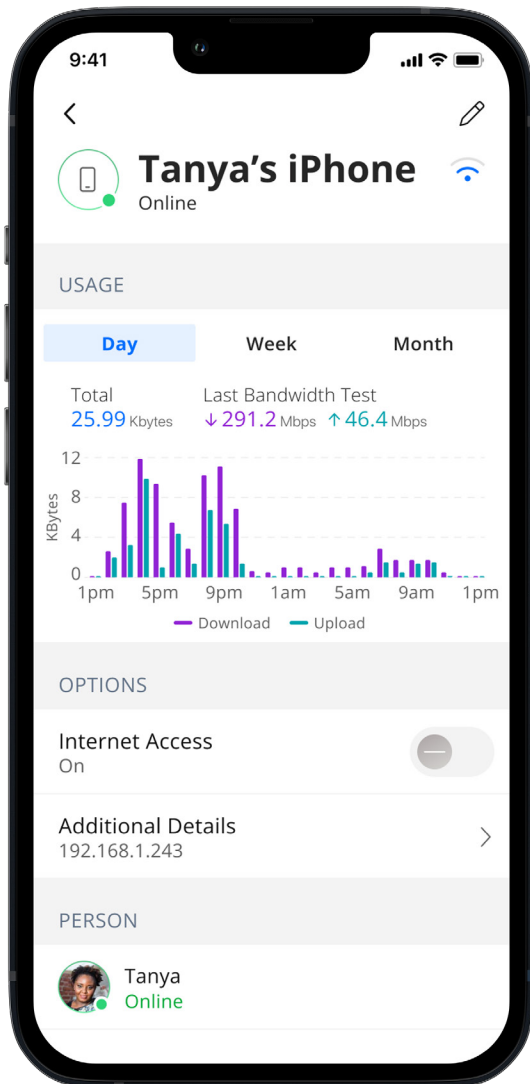 9:41
Tanya's iPhone
Online
USAGE
Day Week Month
Total Last Bandwidth Test
25.99 Kbytes ↓291.2 Mbps ↑46.4 Mbps
12
8
4
0
KBytes
1pm 5pm 9pm 1am 5am 9am 1pm
Download Upload
OPTIONS
Internet Access
On
Additional Details
192.168.1.243
PERSON
Tanya
Online